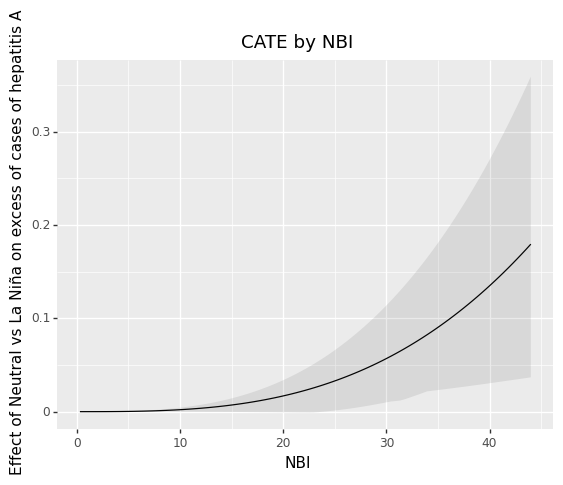 CATE by NBI
Effect of Neutral vs La Niña on excess of cases of hepatitis A
0.3
0.2
0.1
0
0 10 20 30 40
NBI